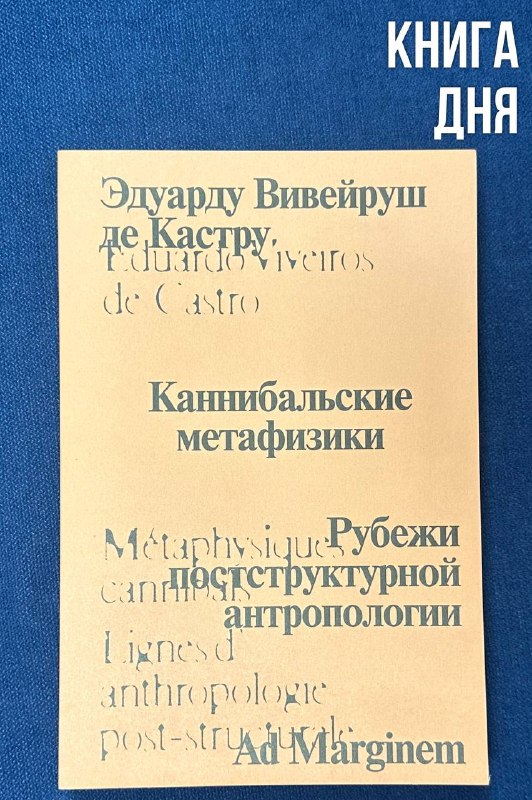 КНИГА
ДНЯ
Эдуарду Вивейруш
де Кастру
Eduardo Viveiros
de Castro
Каннибальские
метафизики
Рубежи
постструктурной
антропологии
Métaphysiques
cannibals
Lignes d'
anthropologie
post-structurale
Ad Marginem